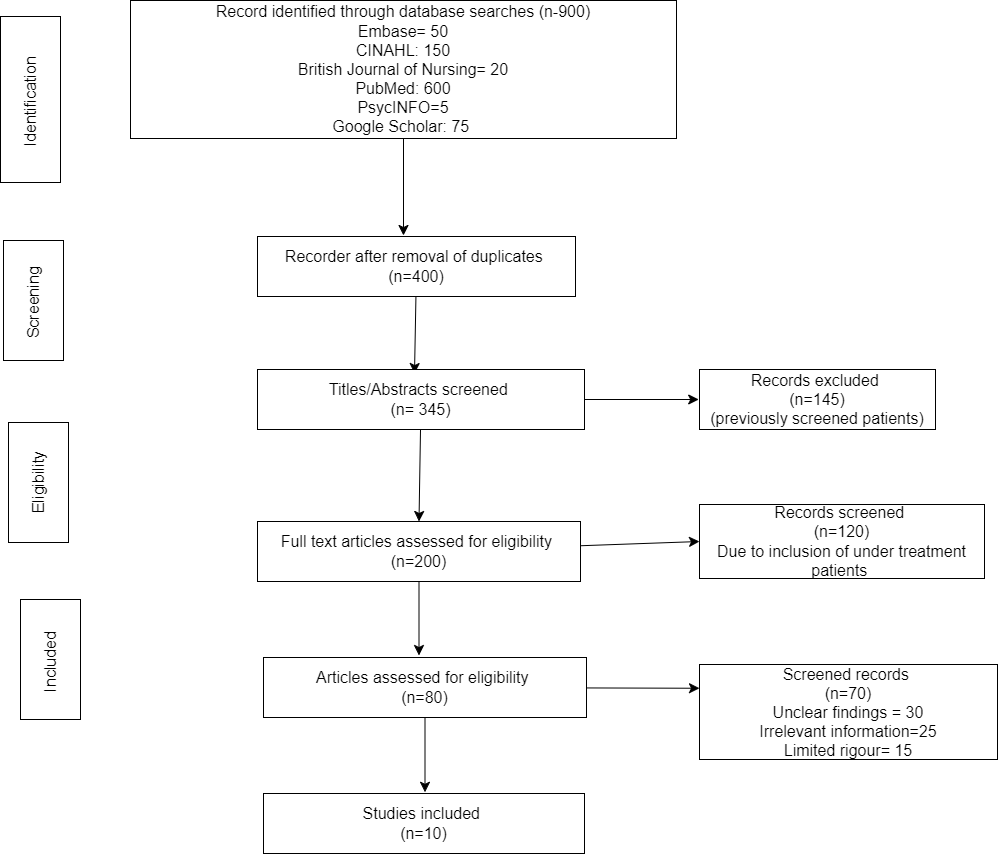 Record identified through database searches (n-900)
Embase= 50
CINAHL: 150
British Journal of Nursing= 20
PubMed: 600
PsycINFO=5
Google Scholar: 75
Identification
Recorder after removal of duplicates
(n=400)
Screening
Titles/Abstracts screened
(n= 345)
Records excluded
(n=145)
(previously screened patients)
Eligibility
Full text articles assessed for eligibility
(n=200)
Records screened
(n=120)
Due to inclusion of under treatment
patients
Included
Articles assessed for eligibility
(n=80)
Screened records
(n=70)
Unclear findings = 30
Irrelevant information=25
Limited rigour= 15
Studies included
(n=10)